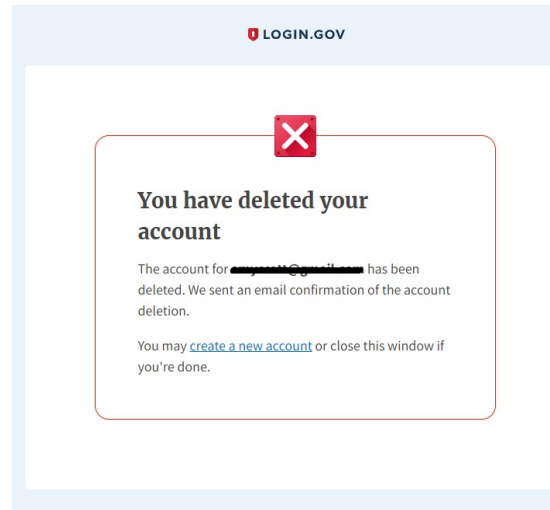 LOGIN.GOV
You have deleted your
account
The account for has been
deleted. We sent an email confirmation of the account
deletion.
You may create a new account or close this window if
you're done.